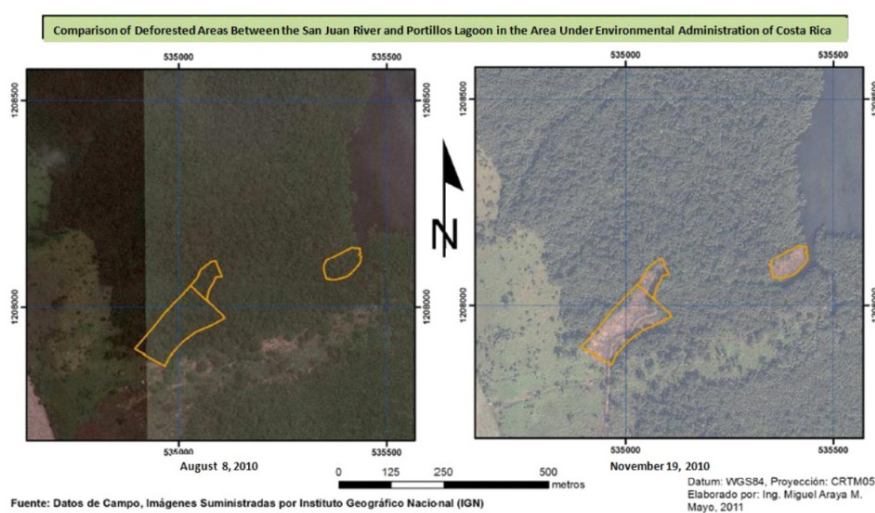 Comparison of Deforested Areas Between the San Juan River and Portillos Lagoon in the Area Under Environmental Administration of Costa Rica
535000 535500 535000 535500
1208500 1208500 1208500
N
1208000 1208000 1208000
535000 535500 535000 535500
August 8, 2010 November 19, 2010
0 125 250 500
metros
Datum: WGS84, Proyección: CRTM05
Elaborado por: Ing. Miguel Araya M.
Mayo, 2011
Fuente: Datos de Campo, Imágenes Suministradas por Instituto Geográfico Nacional (IGN)